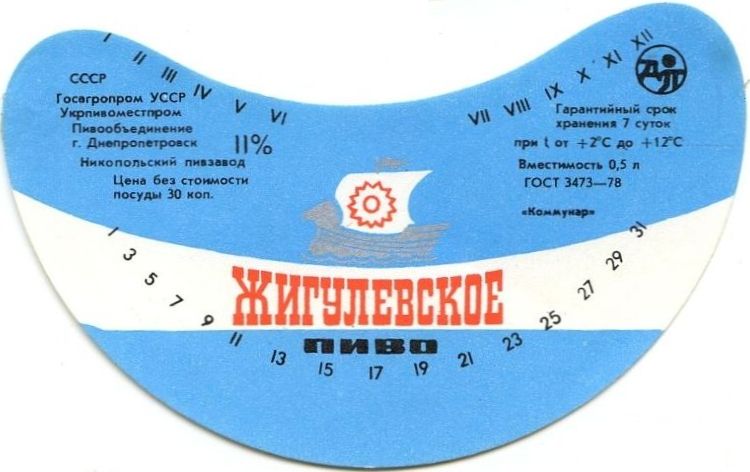 I II III IV V VI VII VIII IX X XI XII
СССР
Госагропром УССР
Укрпивоместпром
Пивообъединение
г. Днепропетровск
Никопольский пивзавод
Цена без стоимости
посуды 30 коп.
11%
ДПП
Гарантийный срок
хранения 7 суток
при t от +2°С до +12°С
Вместимость 0,5 л
ГОСТ 3473—78
«Коммунар»
ЖИГУЛЕВСКОЕ
ПИВО
1 3 5 7 9 11 13 15 17 19 21 23 25 27 29 31